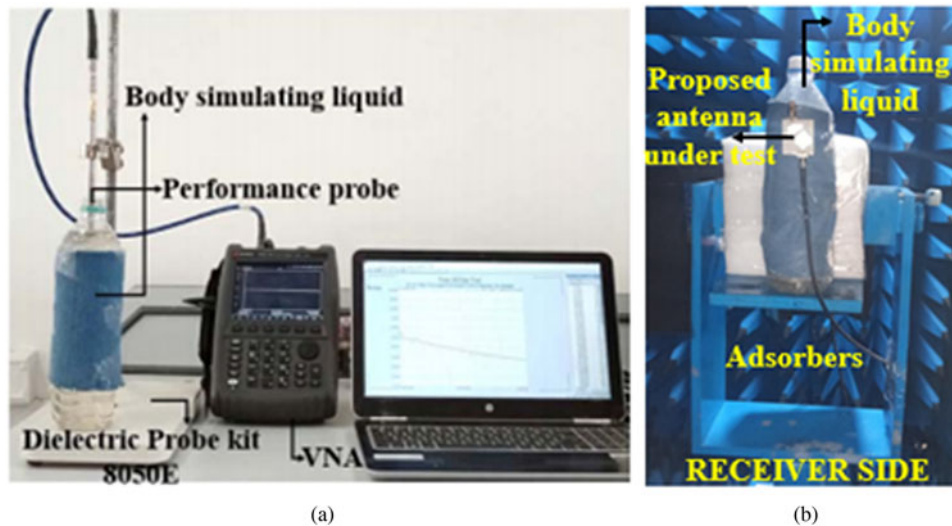 Body simulating liquid
Performance probe
Dielectric Probe kit
8050E
VNA
Body
simulating
liquid
Proposed
antenna
under test
Adsorbers
RECEIVER SIDE
(a)
(b)